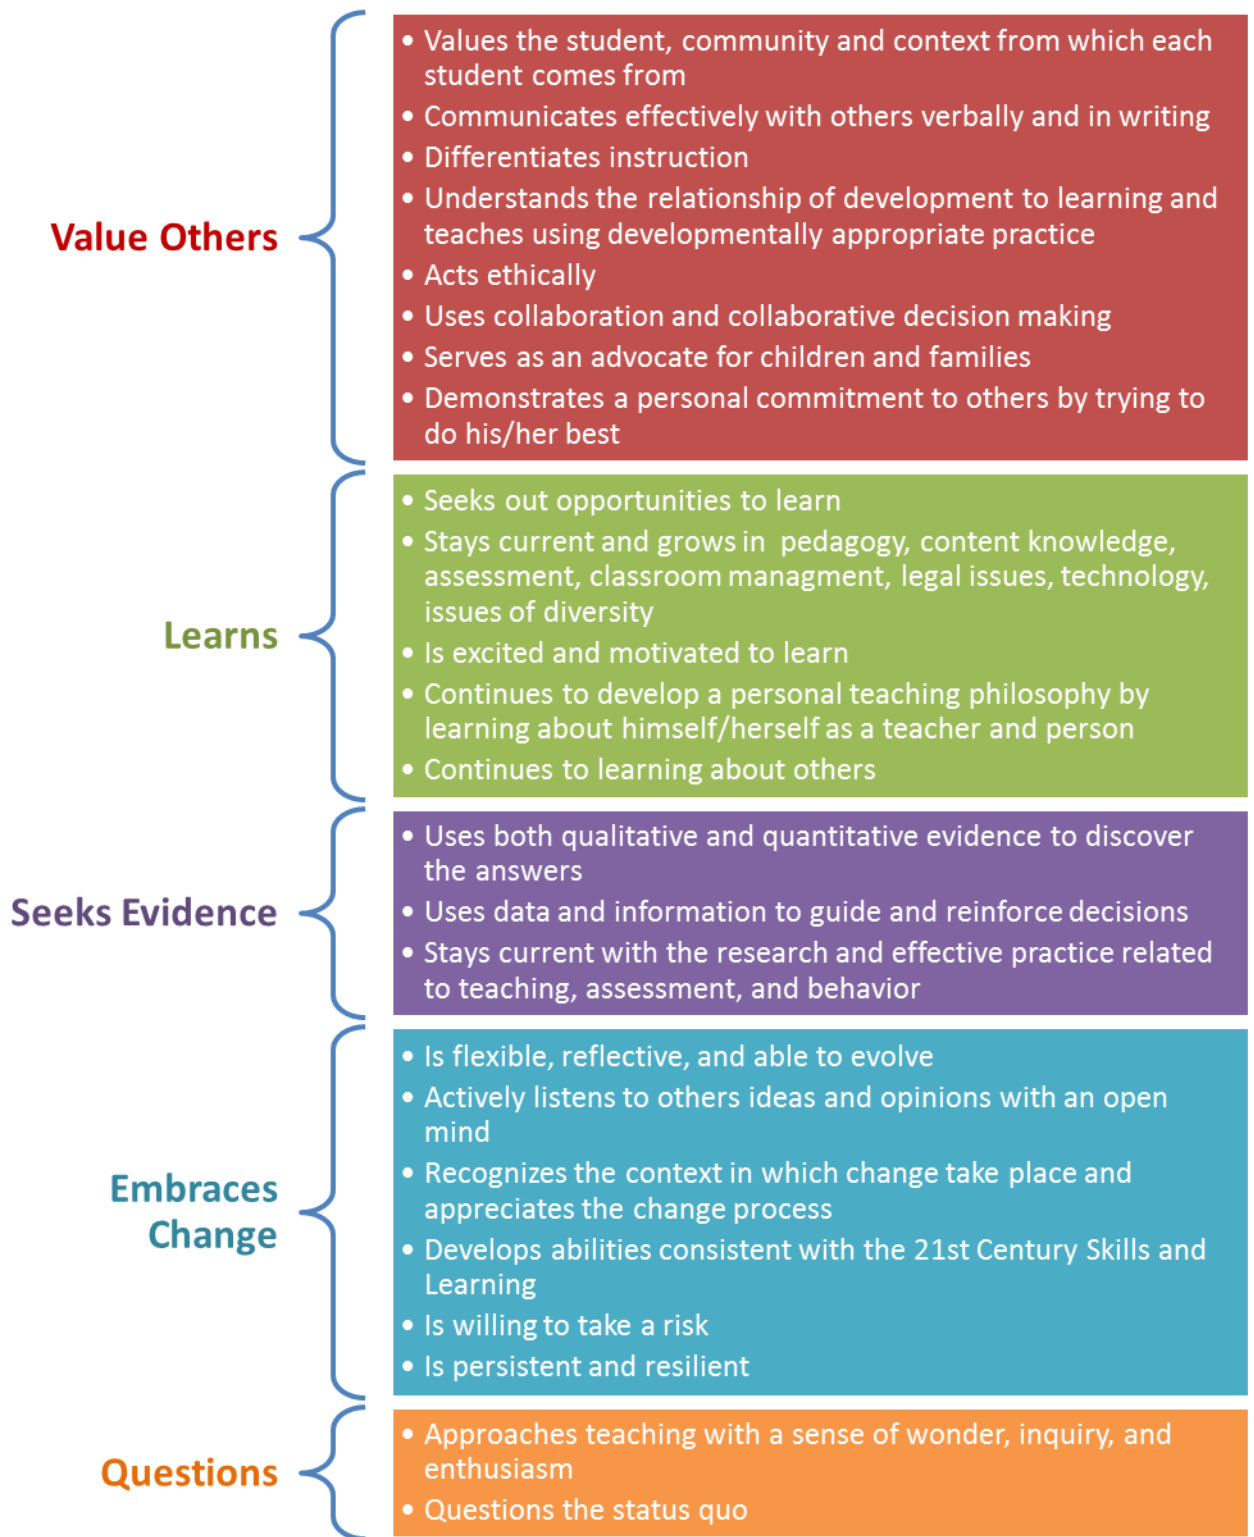 Value Others
• Values the student, community and context from which each
student comes from
• Communicates effectively with others verbally and in writing
• Differentiates instruction
• Understands the relationship of development to learning and
teaches using developmentally appropriate practice
• Acts ethically
• Uses collaboration and collaborative decision making
• Serves as an advocate for children and families
• Demonstrates a personal commitment to others by trying to
do his/her best
Learns
• Seeks out opportunities to learn
• Stays current and grows in  pedagogy, content knowledge,
assessment, classroom managment, legal issues, technology,
issues of diversity
• Is excited and motivated to learn
• Continues to develop a personal teaching philosophy by
learning about himself/herself as a teacher and person
• Continues to learning about others
Seeks Evidence
• Uses both qualitative and quantitative evidence to discover
the answers
• Uses data and information to guide and reinforce decisions
• Stays current with the research and effective practice related
to teaching, assessment, and behavior
Embraces
Change
• Is flexible, reflective, and able to evolve
• Actively listens to others ideas and opinions with an open
mind
• Recognizes the context in which change take place and
appreciates the change process
• Develops abilities consistent with the 21st Century Skills and
Learning
• Is willing to take a risk
• Is persistent and resilient
Questions
• Approaches teaching with a sense of wonder, inquiry, and
enthusiasm
• Questions the status quo